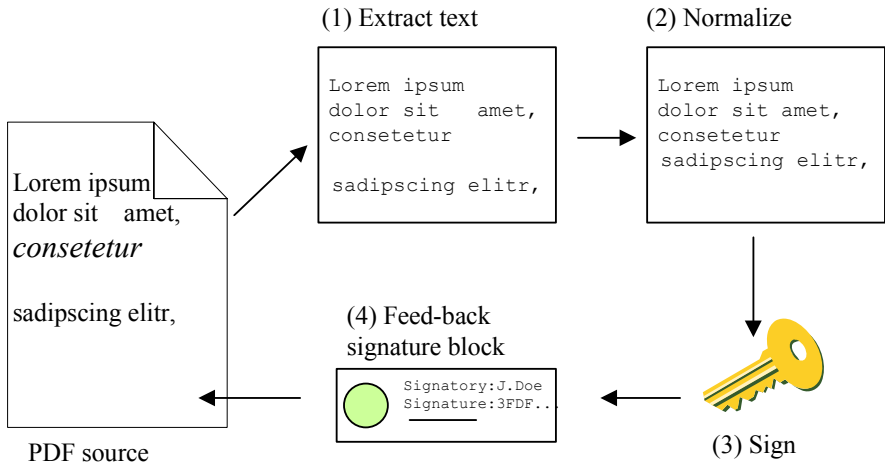 (1) Extract text
(2) Normalize
Lorem ipsum
dolor sit    amet,
consetetur
sadipscing elitr,
PDF source
Lorem ipsum
dolor sit   amet,
consetetur
sadipscing elitr,
Lorem ipsum
dolor sit amet,
consetetur
sadipscing elitr,
(3) Sign
(4) Feed-back
signature block
Signatory:J.Doe
Signature:3FDF...